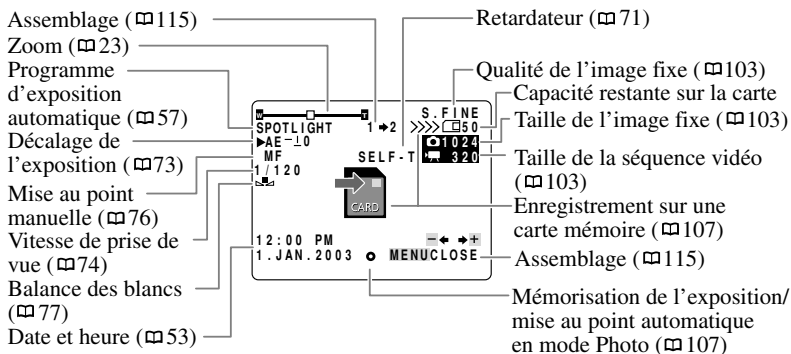 Assemblage (115)
Zoom (23)
Programme
d'exposition
automatique (57)
Décalage de
l'exposition (73)
Mise au point
manuelle (76)
Vitesse de prise de
vue (74)
Balance des blancs
(77)
Date et heure (53)
W T
SPOTLIGHT
▶AE -1.0
MF
1/120
12:00 PM
1.JAN.2003
1 → 2
SELF-T
CARD
S.FINE
50
1024
320
− +
MENU CLOSE
Retardateur (71)
Qualité de l'image fixe (103)
Capacité restante sur la carte
Taille de l'image fixe (103)
Taille de la séquence vidéo
(103)
Enregistrement sur une
carte mémoire (107)
Assemblage (115)
Mémorisation de l'exposition/
mise au point automatique
en mode Photo (107)